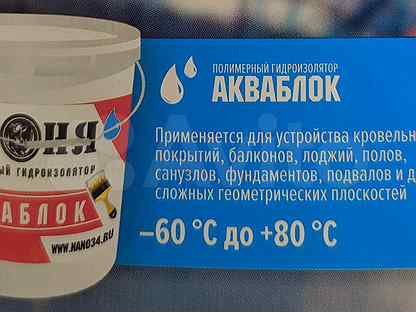 ПОЛИМЕРНЫЙ ГИДРОИЗОЛЯТОР
АКВАБЛОК
Применяется для устройства кровельн
покрытий, балконов, лоджий, полов,
санузлов, фундаментов, подвалов и д
сложных геометрических плоскостей
–60 °С до +80 °С
НЯ
ЫЙ ГИДРОИЗОЛЯТОР
АБЛОК
WWW.NANO34.RU